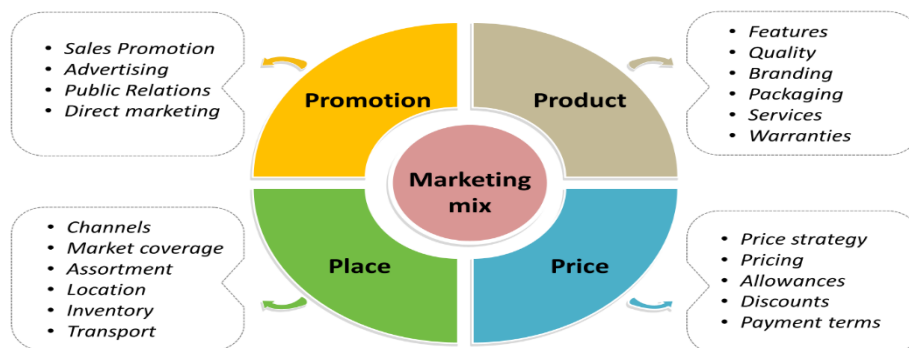 • Sales Promotion
• Advertising
• Public Relations
• Direct marketing
Promotion
Product
• Features
• Quality
• Branding
• Packaging
• Services
• Warranties
Marketing
mix
• Channels
• Market coverage
• Assortment
• Location
• Inventory
• Transport
Place
Price
• Price strategy
• Pricing
• Allowances
• Discounts
• Payment terms